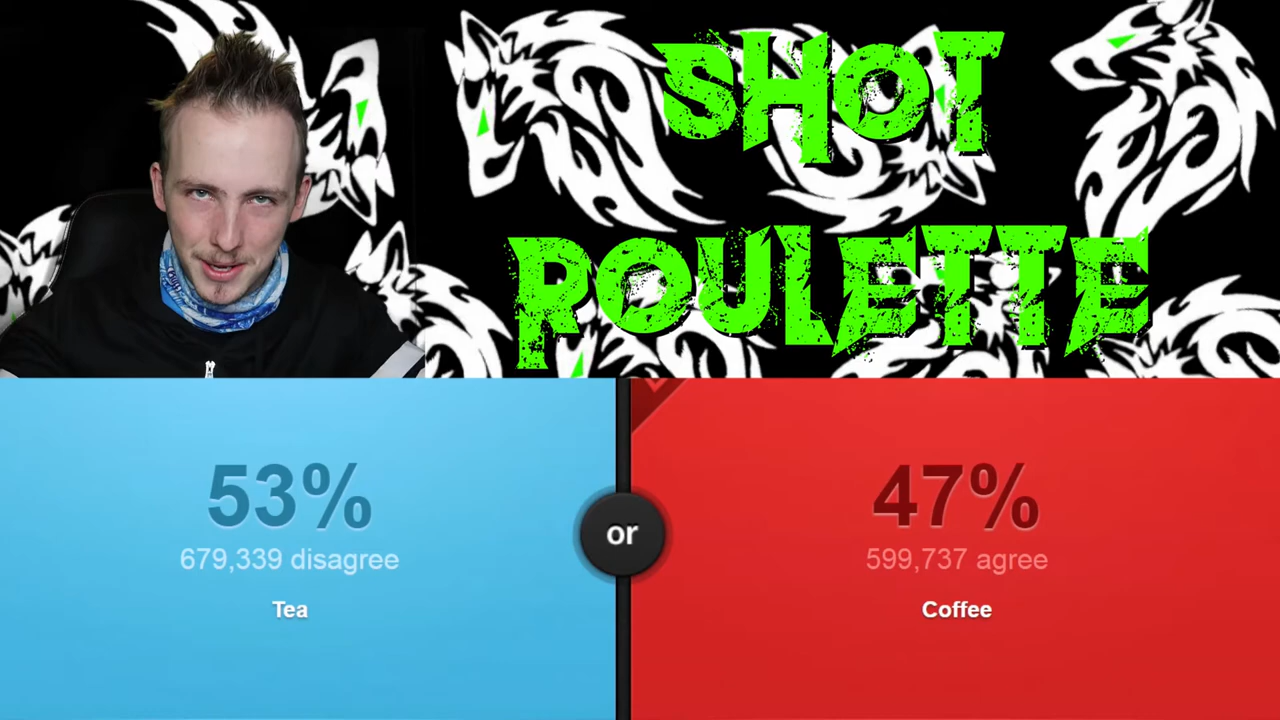 SHOT
ROULETTE
53%
679,339 disagree
Tea
or
47%
599,737 agree
Coffee